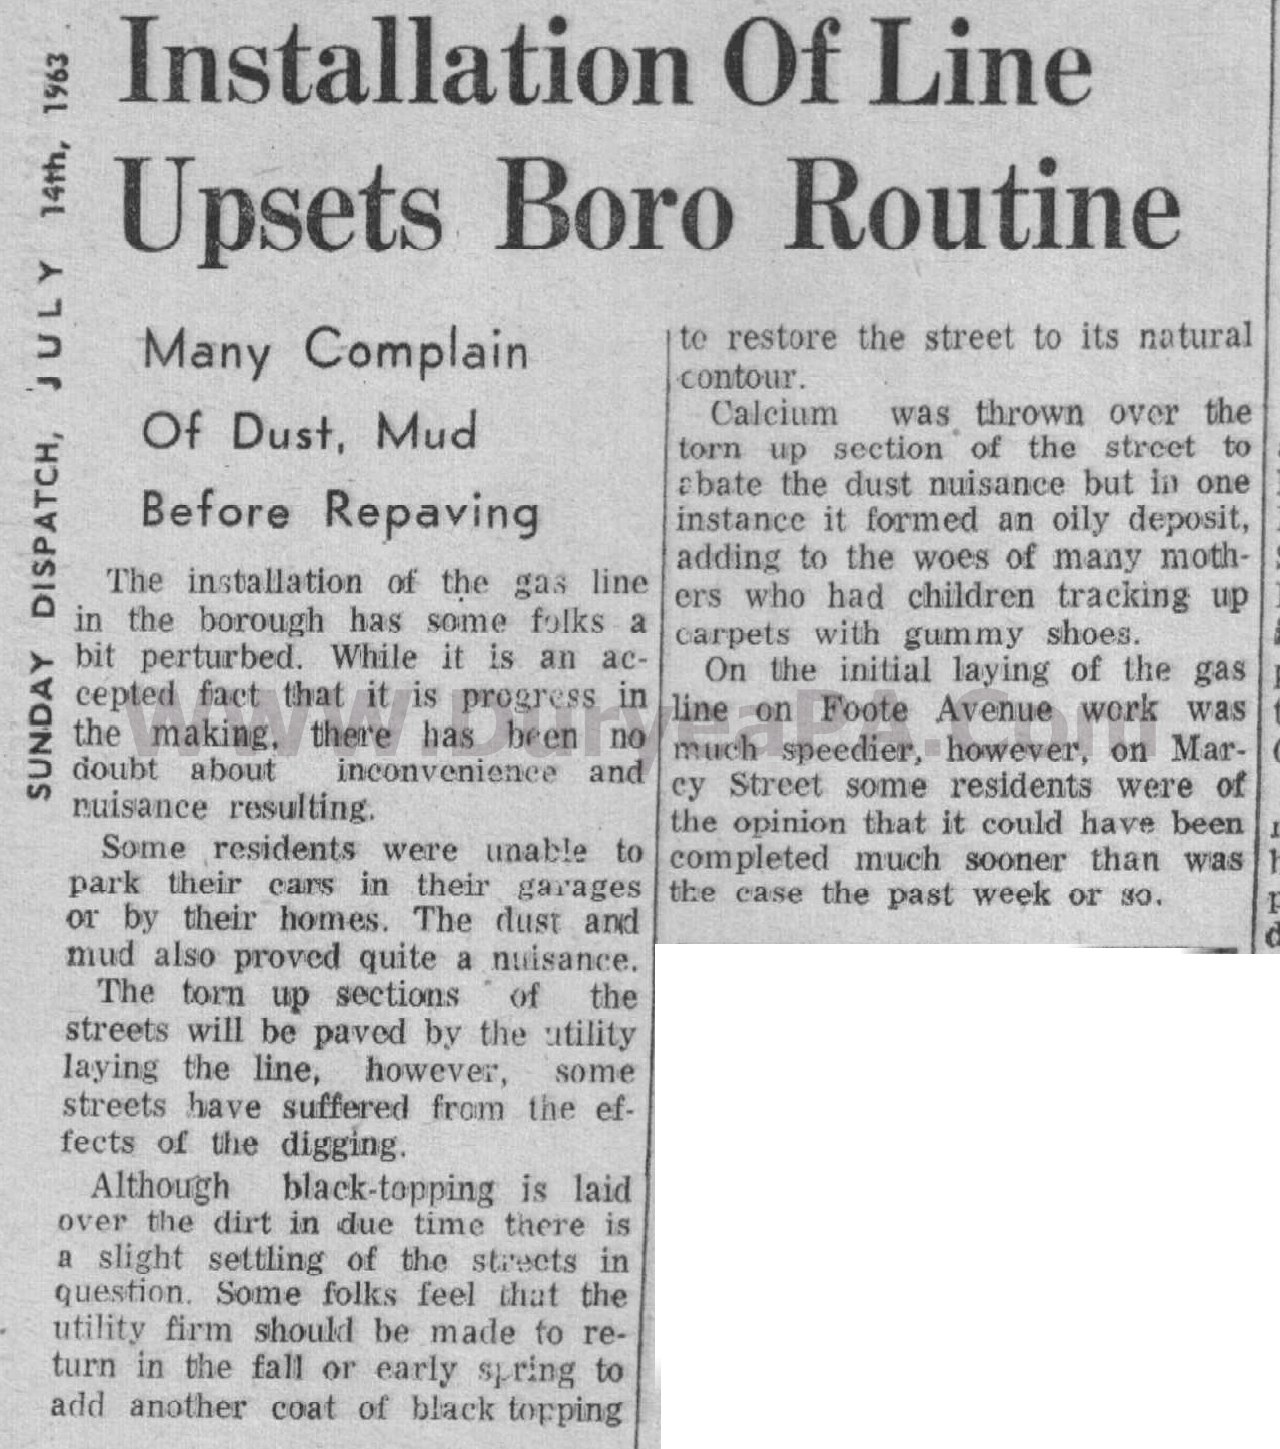 Installation Of Line
Upsets Boro Routine
SUNDAY DISPATCH, JULY 14th, 1963
Many Complain
Of Dust, Mud
Before Repaving
The installation of the gas line
in the borough has some folks a
bit perturbed. While it is an ac-
cepted fact that it is progress in
the making, there has been no
doubt about inconvenience and
nuisance resulting.
Some residents were unable to
park their cars in their garages
or by their homes. The dust and
mud also proved quite a nuisance.
The torn up sections of the
streets will be paved by the utility
laying the line, however, some
streets have suffered from the ef-
fects of the digging.
Although black-topping is laid
over the dirt in due time there is
a slight settling of the streets in
question. Some folks feel that the
utility firm should be made to re-
turn in the fall or early spring to
add another coat of black topping
to restore the street to its natural
contour.
Calcium was thrown over the
torn up section of the street to
abate the dust nuisance but in one
instance it formed an oily deposit,
adding to the woes of many moth-
ers who had children tracking up
carpets with gummy shoes.
On the initial laying of the gas
line on Foote Avenue work was
much speedier, however, on Mar-
cy Street some residents were of
the opinion that it could have been
completed much sooner than was
the case the past week or so.
www.DuryeaPA.Com